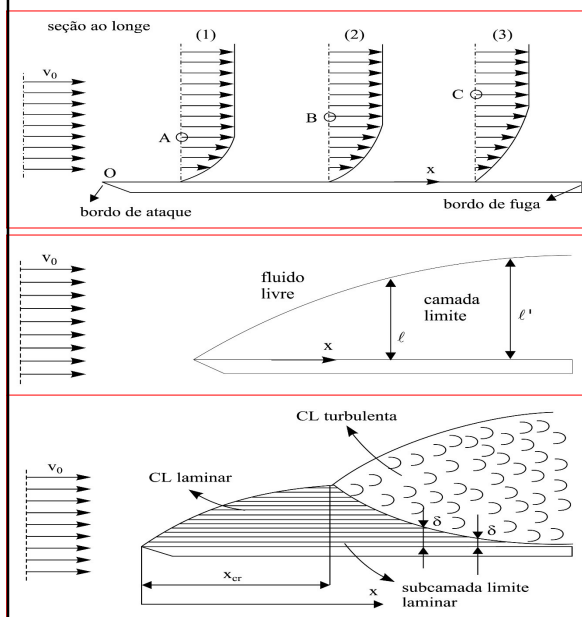 seção ao longe
(1) (2) (3)
v₀
C
B
A
O x
bordo de ataque bordo de fuga
v₀
fluido
livre
camada
limite
ℓ ℓ'
x
CL turbulenta
v₀
CL laminar
δ δ
x_cr
subcamada limite
x laminar